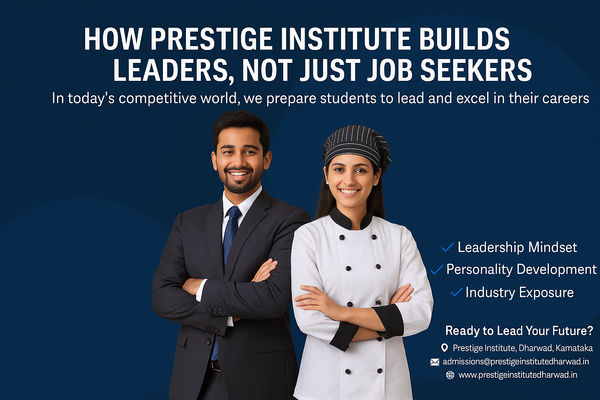 HOW PRESTIGE INSTITUTE BUILDS
LEADERS, NOT JUST JOB SEEKERS
In today's competitive world, we prepare students to lead and excel in their careers
Leadership Mindset
Personality Development
Industry Exposure
Ready to Lead Your Future?
Prestige Institute, Dharwad, Kamataka
admissions@prestigeinstitutedharwad.in
www.prestigeinstitutedharwad.in